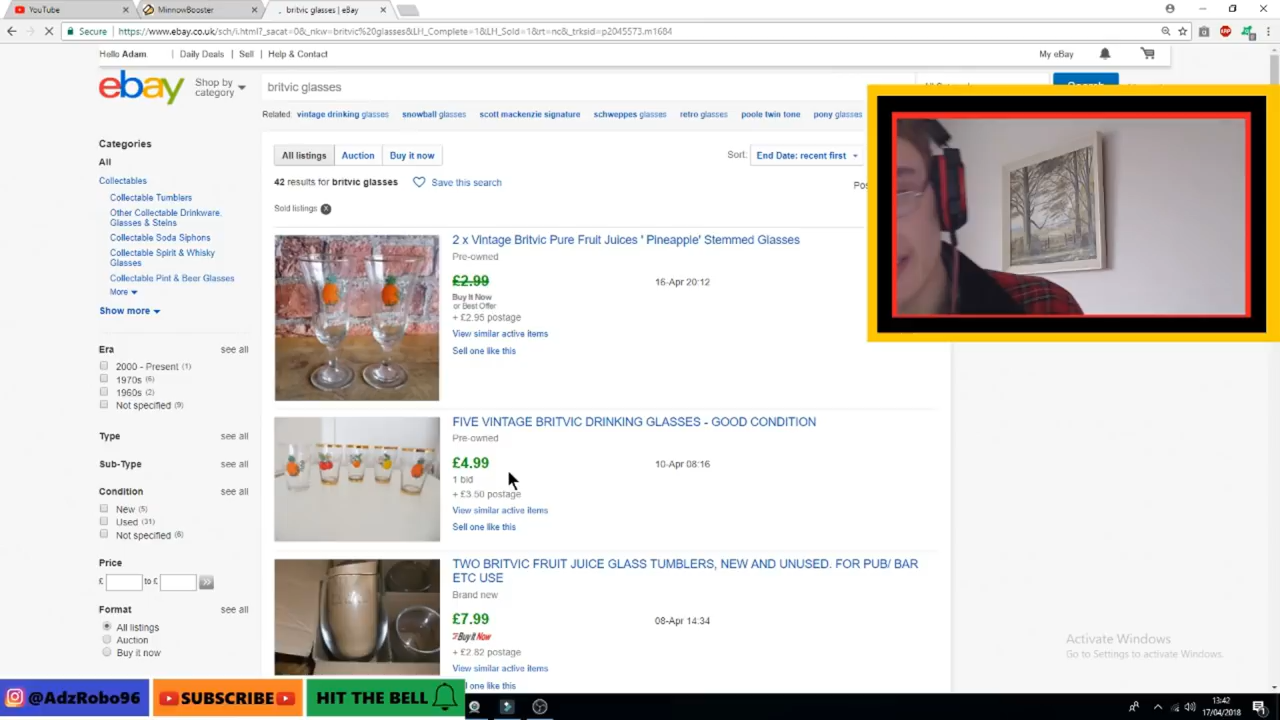 YouTube
MinnowBooster
britvic glasses | eBay
Secure
https://www.ebay.co.uk/sch/i.html?_sacat=0&_nkw=britvic%20glasses&LH_Complete=1&LH_Sold=1&rt=nc&_trksid=p2045573.m1684
Hello Adam
Daily Deals
Sell
Help & Contact
My eBay
ebay
Shop by
category
britvic glasses
Related:
vintage drinking glasses
snowball glasses
scott mackenzie signature
schweppes glasses
retro glasses
poole twin tone
pony glasses
Categories
All
Collectables
Collectable Tumblers
Other Collectable Drinkware,
Glasses & Steins
Collectable Soda Siphons
Collectable Spirit & Whisky
Glasses
Collectable Pint & Beer Glasses
More
Show more
Era
see all
2000 - Present (1)
1970s (6)
1960s (2)
Not specified (9)
Type
see all
Sub-Type
see all
Condition
see all
New (5)
Used (31)
Not specified (6)
Price
£
to £
Format
see all
All listings
Auction
Buy it now
All listings
Auction
Buy it now
Sort:
End Date: recent first
42 results for britvic glasses
Save this search
Sold listings
2 x Vintage Britvic Pure Fruit Juices ' Pineapple' Stemmed Glasses
Pre-owned
£2.99
16-Apr 20:12
Buy It Now
or Best Offer
+ £2.95 postage
View similar active items
Sell one like this
FIVE VINTAGE BRITVIC DRINKING GLASSES - GOOD CONDITION
Pre-owned
£4.99
10-Apr 08:16
1 bid
+ £3.50 postage
View similar active items
Sell one like this
TWO BRITVIC FRUIT JUICE GLASS TUMBLERS, NEW AND UNUSED. FOR PUB/ BAR
ETC USE
Brand new
£7.99
08-Apr 14:34
Buy It Now
+ £2.82 postage
View similar active items
one like this
Activate Windows
Go to Settings to activate Windows.
@AdzRobo96
SUBSCRIBE
HIT THE BELL
13:42
17/04/2018